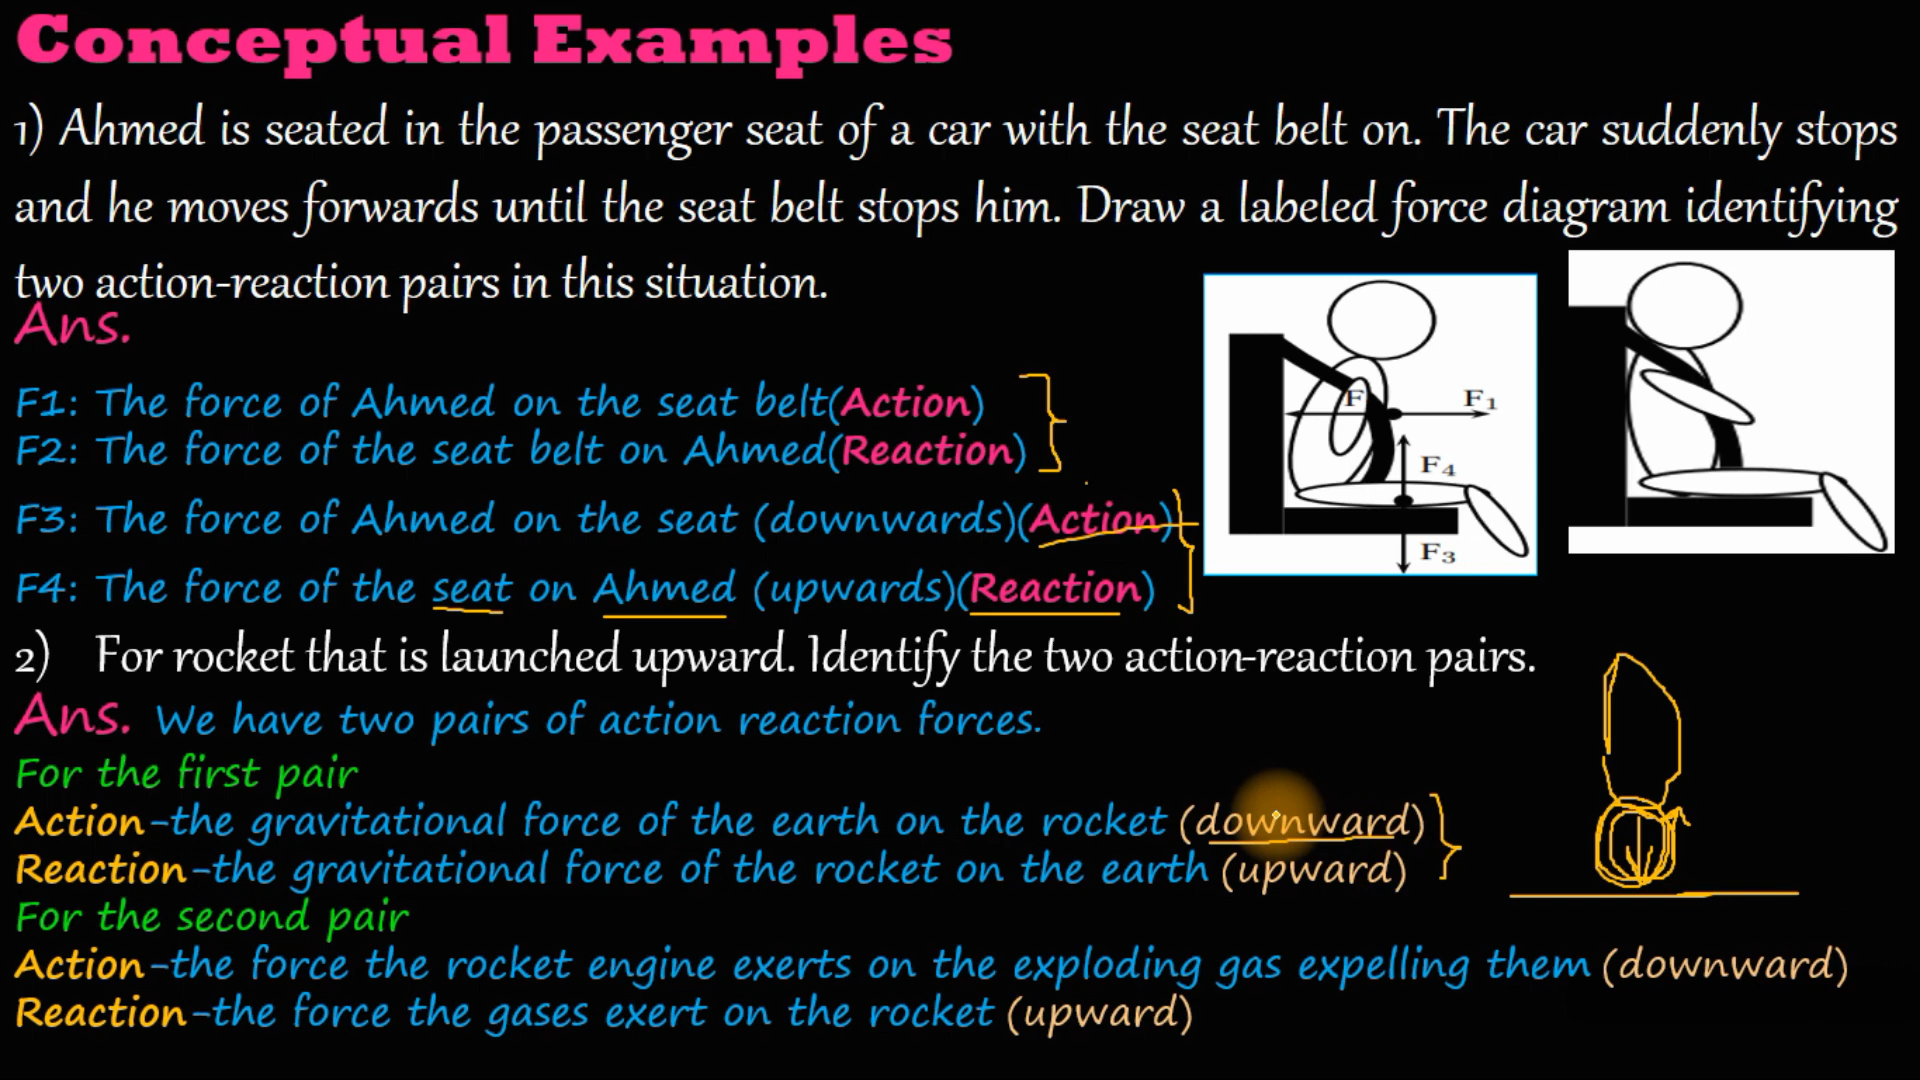 Conceptual Examples
1) Ahmed is seated in the passenger seat of a car with the seat belt on. The car suddenly stops
and he moves forwards until the seat belt stops him. Draw a labeled force diagram identifying
two action-reaction pairs in this situation.
Ans.
F1: The force of Ahmed on the seat belt(Action)
F2: The force of the seat belt on Ahmed(Reaction)
F3: The force of Ahmed on the seat (downwards)(Action)
F4: The force of the seat on Ahmed (upwards)(Reaction)
F
F1
F4
F3
2) For rocket that is launched upward. Identify the two action-reaction pairs.
Ans. We have two pairs of action reaction forces.
For the first pair
Action-the gravitational force of the earth on the rocket (downward)
Reaction-the gravitational force of the rocket on the earth (upward)
For the second pair
Action-the force the rocket engine exerts on the exploding gas expelling them (downward)
Reaction-the force the gases exert on the rocket (upward)